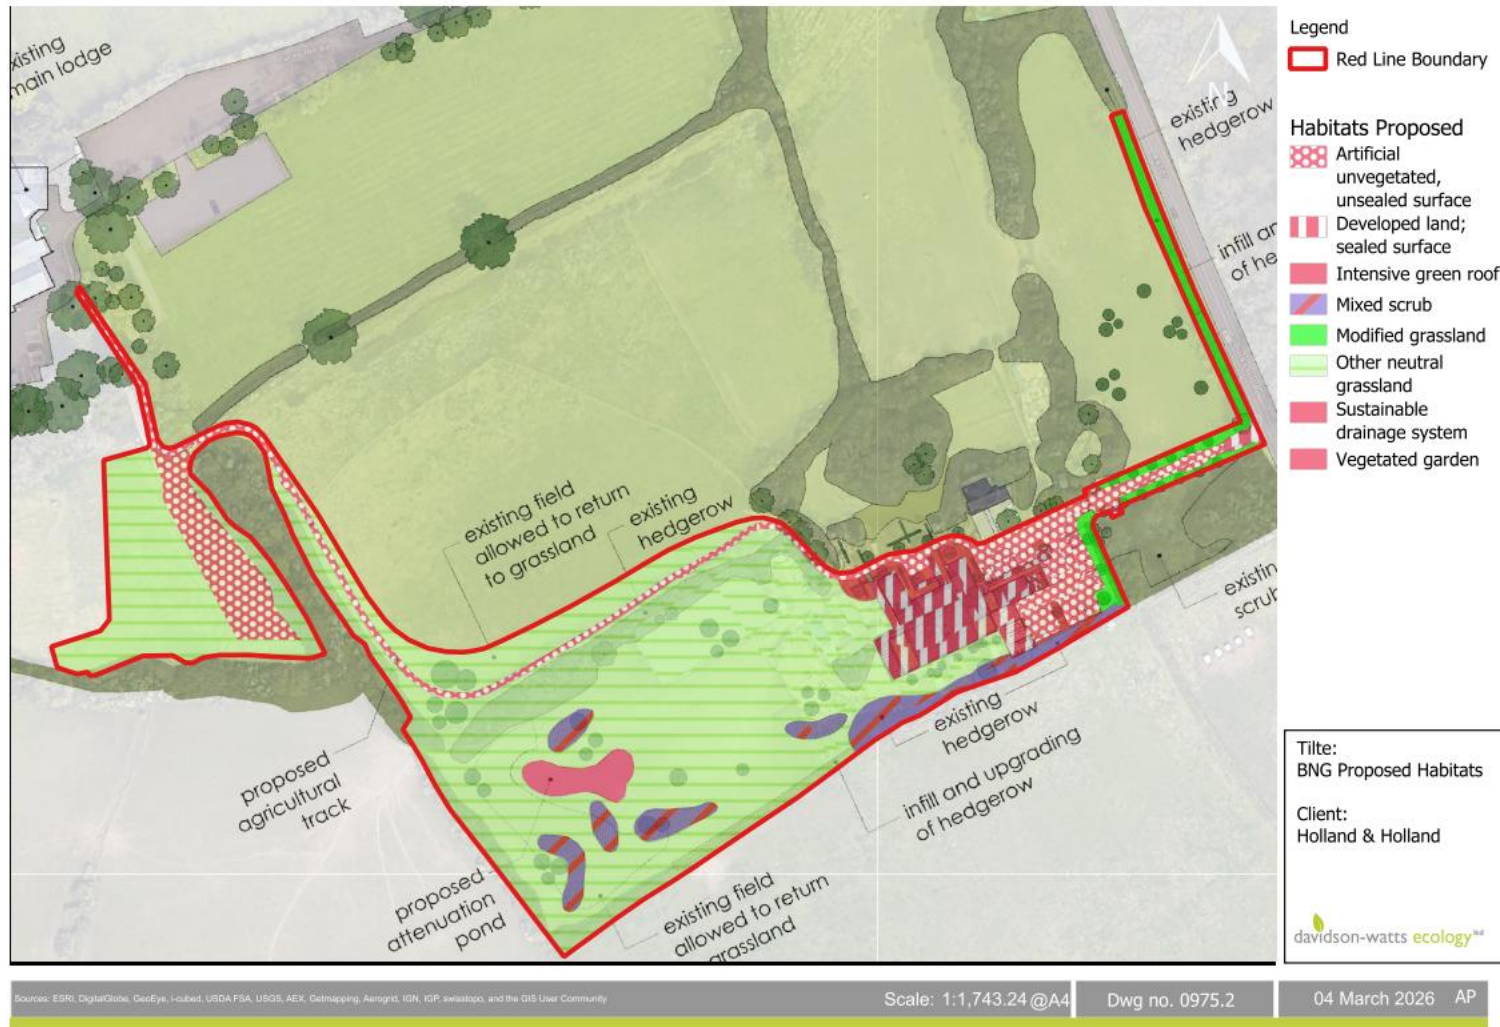 existing
main lodge
existing
hedgerow
infill an
of he
existing field
allowed to return
to grassland
existing
hedgerow
existin
scrub
proposed
agricultural
track
existing
hedgerow
infill and upgrading
of hedgerow
proposed
attenuation
pond
existing field
allowed to return
grassland
N
Legend
Red Line Boundary
Habitats Proposed
Artificial
unvegetated,
unsealed surface
Developed land;
sealed surface
Intensive green roof
Mixed scrub
Modified grassland
Other neutral
grassland
Sustainable
drainage system
Vegetated garden
Tilte:
BNG Proposed Habitats
Client:
Holland & Holland
davidson-watts ecology
Sources: ESRI, DigitalGlobe, GeoEye, i-cubed, USDA FSA, USGS, AEX, Getmapping, Aerogrid, IGN, IGP, swisstopo, and the GIS User Community
Scale: 1:1,743.24 @A4
Dwg no. 0975.2
04 March 2026 AP